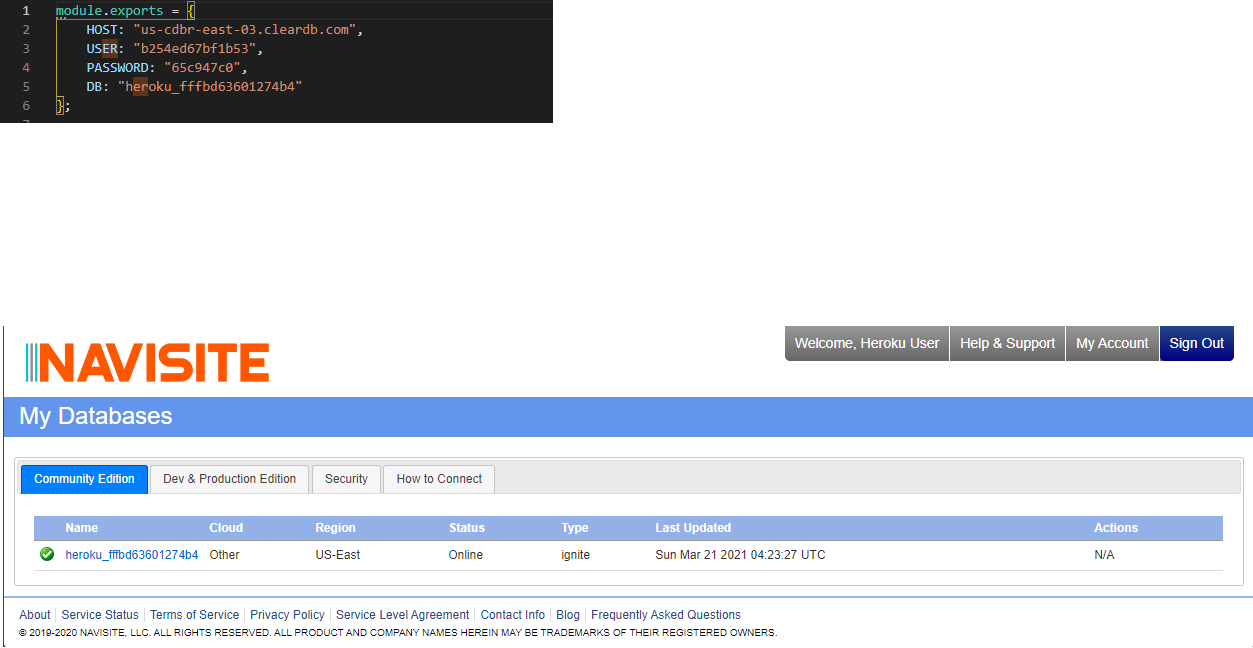 1 module.exports = {
2 HOST: "us-cdbr-east-03.cleardb.com",
3 USER: "b254ed67bf1b53",
4 PASSWORD: "65c947c0",
5 DB: "heroku_fffbd63601274b4"
6 };
NAVISITE
Welcome, Heroku User Help & Support My Account Sign Out
My Databases
Community Edition Dev & Production Edition Security How to Connect
Name Cloud Region Status Type Last Updated Actions
heroku_fffbd63601274b4 Other US-East Online ignite Sun Mar 21 2021 04:23:27 UTC N/A
About Service Status Terms of Service Privacy Policy Service Level Agreement Contact Info Blog Frequently Asked Questions
© 2019-2020 NAVISITE, LLC. ALL RIGHTS RESERVED. ALL PRODUCT AND COMPANY NAMES HEREIN MAY BE TRADEMARKS OF THEIR REGISTERED OWNERS.